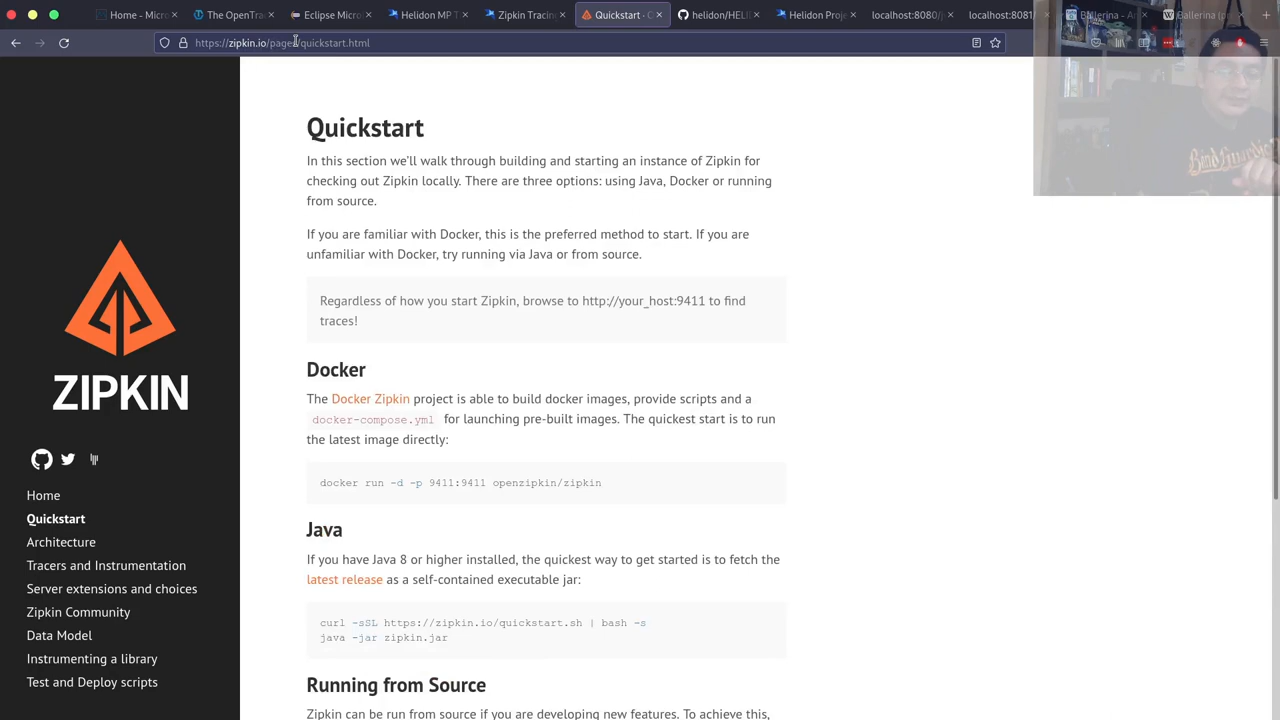 Home - Micro
The OpenTra
Eclipse Micro
Helidon MP T
Zipkin Tracing
Quickstart · O
helidon/HELI
Helidon Proje
localhost:8080/
localhost:8081/
Ballerina - A
Ballerina (p
https://zipkin.io/pages/quickstart.html
ZIPKIN
Home
Quickstart
Architecture
Tracers and Instrumentation
Server extensions and choices
Zipkin Community
Data Model
Instrumenting a library
Test and Deploy scripts
Quickstart
In this section we'll walk through building and starting an instance of Zipkin for
checking out Zipkin locally. There are three options: using Java, Docker or running
from source.
If you are familiar with Docker, this is the preferred method to start. If you are
unfamiliar with Docker, try running via Java or from source.
Regardless of how you start Zipkin, browse to http://your_host:9411 to find
traces!
Docker
The Docker Zipkin project is able to build docker images, provide scripts and a
docker-compose.yml for launching pre-built images. The quickest start is to run
the latest image directly:
docker run -d -p 9411:9411 openzipkin/zipkin
Java
If you have Java 8 or higher installed, the quickest way to get started is to fetch the
latest release as a self-contained executable jar:
curl -sSL https://zipkin.io/quickstart.sh | bash -s
java -jar zipkin.jar
Running from Source
Zipkin can be run from source if you are developing new features. To achieve this,